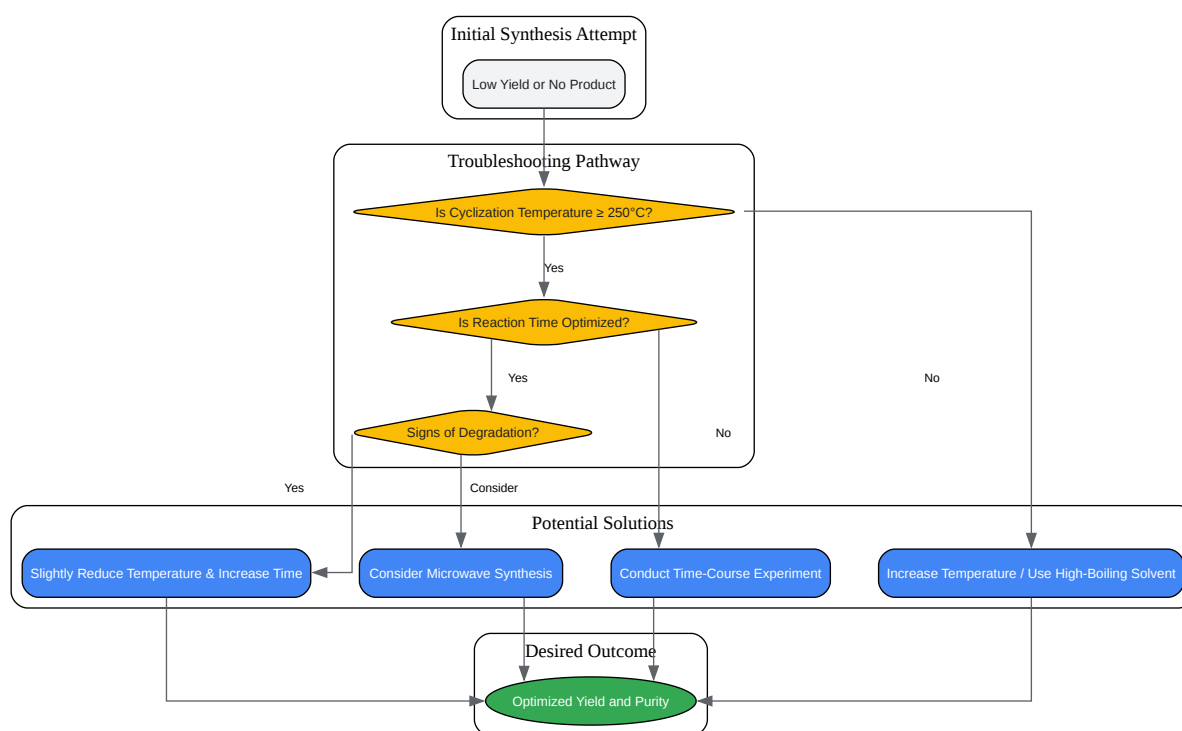 Initial Synthesis Attempt
Low Yield or No Product
Troubleshooting Pathway
Is Cyclization Temperature ≥ 250°C?
Yes
Is Reaction Time Optimized?
Yes
No
Signs of Degradation?
No
Yes
Consider
Potential Solutions
Slightly Reduce Temperature & Increase Time
Consider Microwave Synthesis
Conduct Time-Course Experiment
Increase Temperature / Use High-Boiling Solvent
Desired Outcome
Optimized Yield and Purity